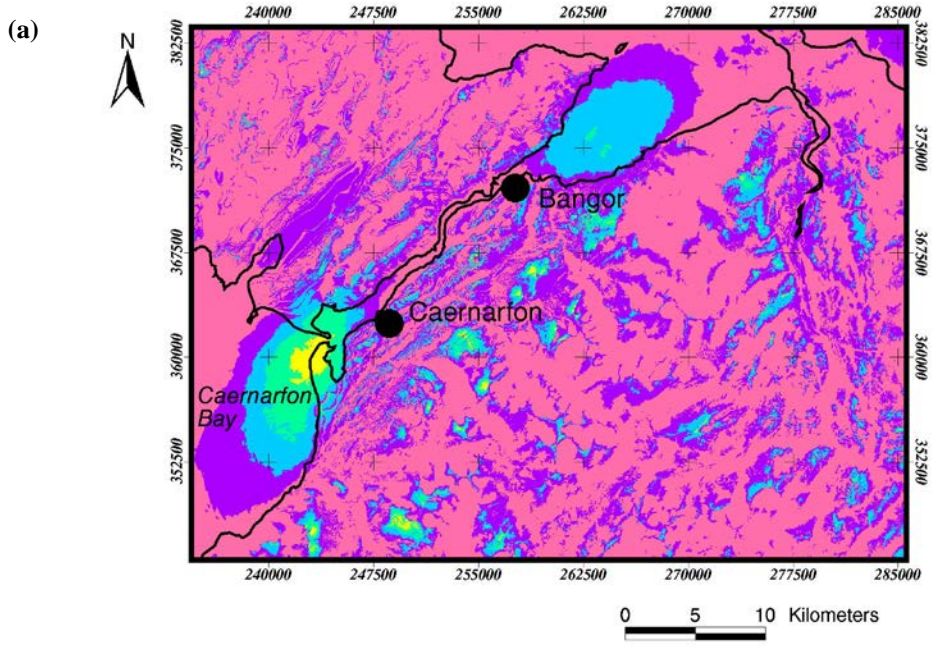 (a)
N
240000 247500 255000 262500 270000 277500 285000
382500 382500
375000 375000
Bangor
367500 367500
Caernarfon
360000 360000
Caernarfon
Bay
352500 352500
240000 247500 255000 262500 270000 277500 285000
0 5 10 Kilometers